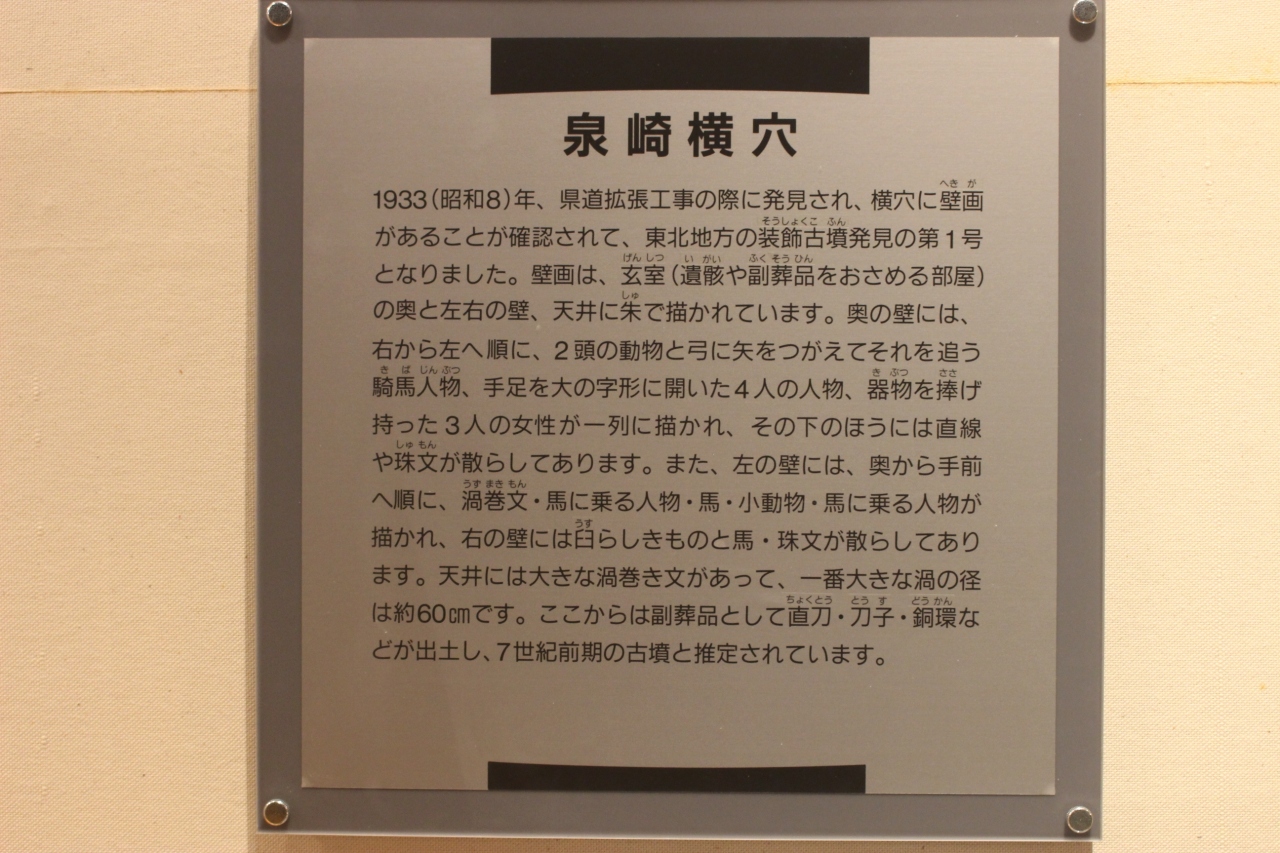 泉崎横穴
1933(昭和8)年、県道拡張工事の際に発見され、横穴に壁画
があることが確認されて、東北地方の装飾古墳発見の第1号
となりました。壁画は、玄室(遺骸や副葬品をおさめる部屋)
の奥と左右の壁、天井に朱で描かれています。奥の壁には、
右から左へ順に、2頭の動物と弓に矢をつがえてそれを追う
騎馬人物、手足を大の字形に開いた4人の人物、器物を捧げ
持った3人の女性が一列に描かれ、その下のほうには直線
や珠文が散らしてあります。また、左の壁には、奥から手前
へ順に、渦巻文・馬に乗る人物・馬・小動物・馬に乗る人物が
描かれ、右の壁には臼らしきものと馬・珠文が散らしてあり
ます。天井には大きな渦巻き文があって、一番大きな渦の径
は約60㎝です。ここからは副葬品として直刀・刀子・銅環な
どが出土し、7世紀前期の古墳と推定されています。